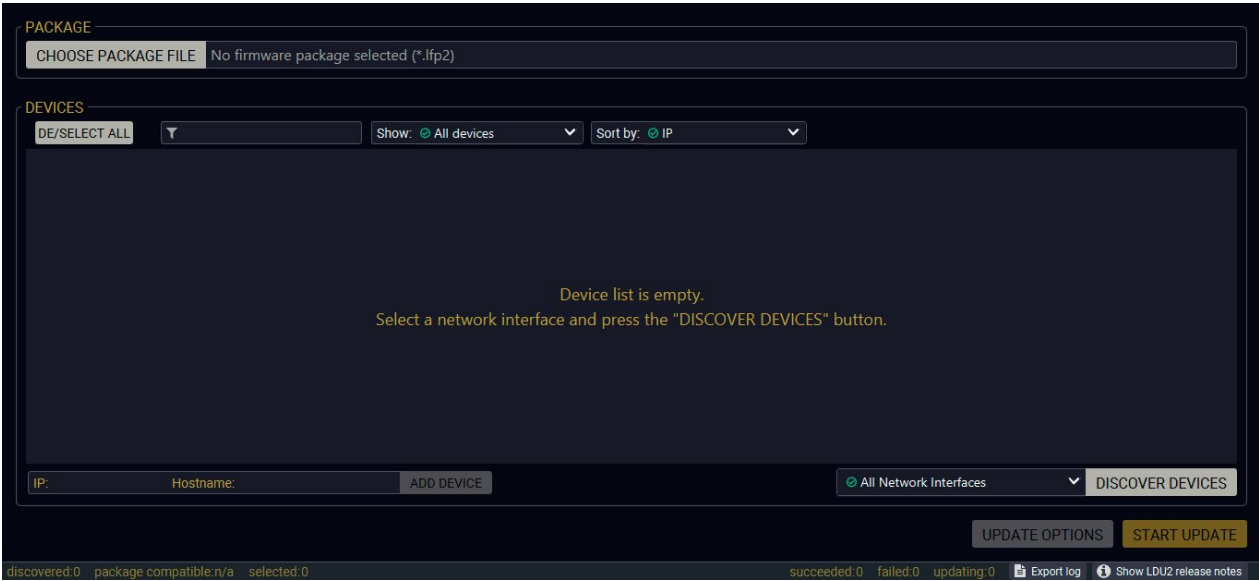 PACKAGE
CHOOSE PACKAGE FILE No firmware package selected (*.lfp2)
DEVICES
DE/SELECT ALL Show: All devices Sort by: IP
Device list is empty.
Select a network interface and press the "DISCOVER DEVICES" button.
IP: Hostname: ADD DEVICE All Network Interfaces DISCOVER DEVICES
UPDATE OPTIONS START UPDATE
discovered:0 package compatible:n/a selected:0 succeeded:0 failed:0 updating:0 Export log Show LDU2 release notes